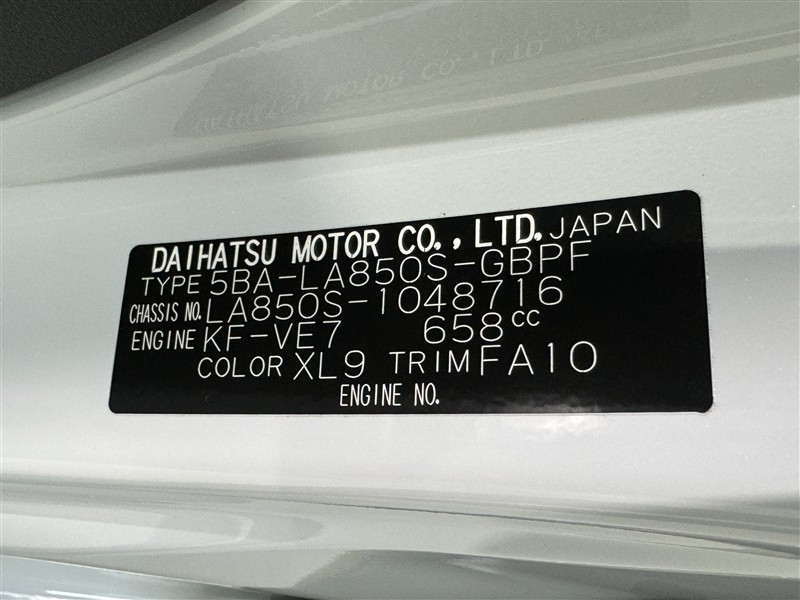 DAIHATSU MOTOR CO., LTD. JAPAN
TYPE 5BA-LA850S-GBPF
CHASSIS NO. LA850S-1048716
ENGINE KF-VE7 658cc
COLOR XL9 TRIM FA10
ENGINE NO.